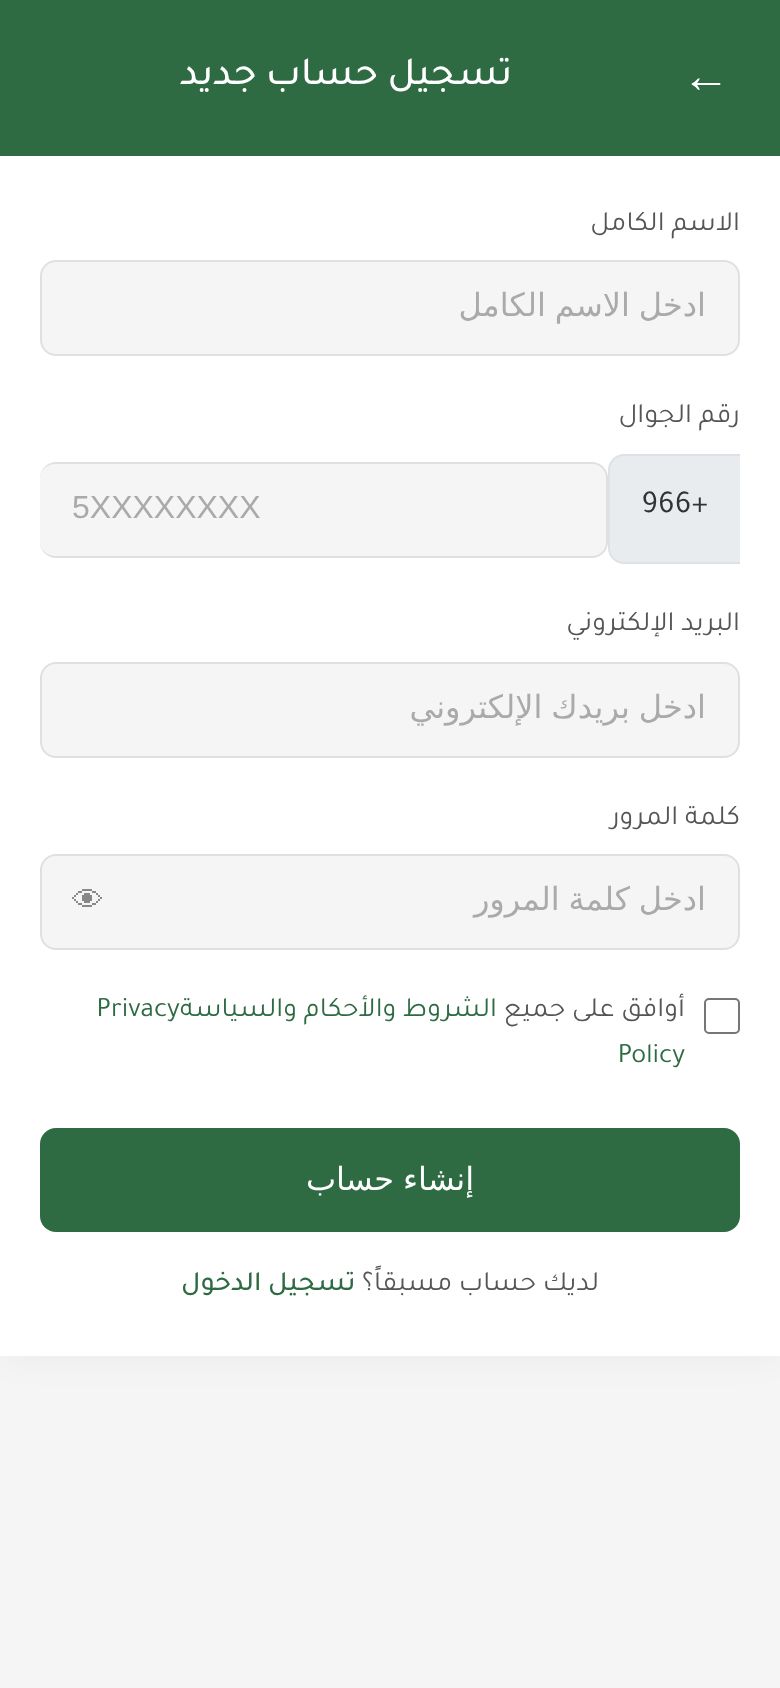 ←
تسجيل حساب جديد
الاسم الكامل
ادخل الاسم الكامل
رقم الجوال
966+
5XXXXXXXX
البريد الإلكتروني
ادخل بريدك الإلكتروني
كلمة المرور
ادخل كلمة المرور
أوافق على جميع الشروط والأحكام والسياسةPrivacy
Policy
إنشاء حساب
لديك حساب مسبقاً؟ تسجيل الدخول